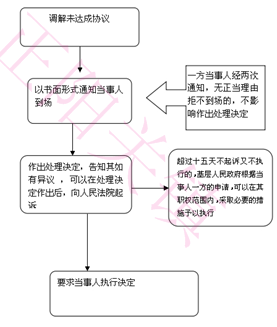 调解未达成协议
以书面形式通知当事人
到场
一方当事人经两次
通知，无正当理由
拒不到场的，不影
响作出处理决定
作出处理决定，告知其如
有异议 ，可以在处理决
定作出后，向人民法院起
诉
超过十五天不起诉又不执
行的，基层人民政府根据当
事人一方的申请，可以在其
职权范围内，采取必要的措
施予以执行
要求当事人执行决定